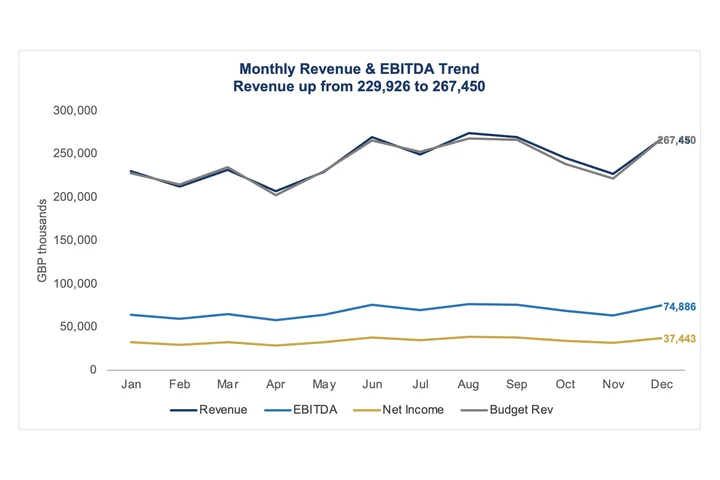 Monthly Revenue & EBITDA Trend
Revenue up from 229,926 to 267,450
300,000
250,000
200,000
150,000
100,000
50,000
0
GBP thousands
267,450
74,886
37,443
Jan Feb Mar Apr May Jun Jul Aug Sep Oct Nov Dec
Revenue EBITDA Net Income Budget Rev